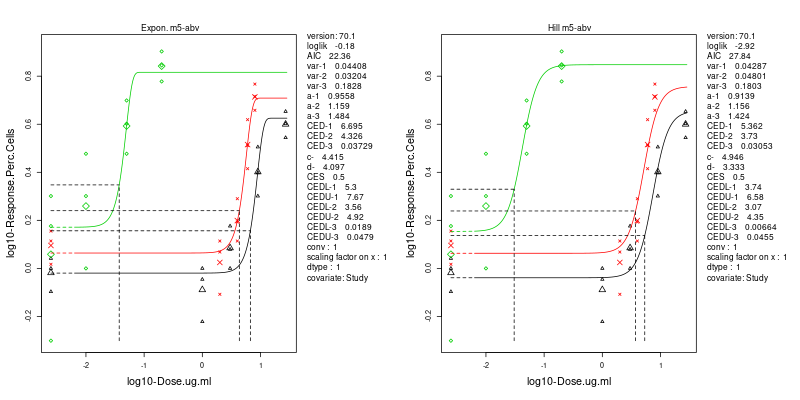 Expon. m5-abv
log10-Response.Perc.Cells
0.8
0.6
0.4
0.2
0.0
-0.2
-2
-1
0
1
log10-Dose.ug.ml
version: 70.1
loglik -0.18
AIC 22.36
var-1 0.04408
var-2 0.03204
var-3 0.1828
a-1 0.9558
a-2 1.159
a-3 1.484
CED-1 6.695
CED-2 4.326
CED-3 0.03729
c- 4.415
d- 4.097
CES 0.5
CEDL-1 5.3
CEDU-1 7.67
CEDL-2 3.56
CEDU-2 4.92
CEDL-3 0.0189
CEDU-3 0.0479
conv : 1
scaling factor on x : 1
dtype : 1
covariate: Study
Hill m5-abv
log10-Response.Perc.Cells
0.8
0.6
0.4
0.2
0.0
-0.2
-2
-1
0
1
log10-Dose.ug.ml
version: 70.1
loglik -2.92
AIC 27.84
var-1 0.04287
var-2 0.04801
var-3 0.1803
a-1 0.9139
a-2 1.156
a-3 1.424
CED-1 5.362
CED-2 3.73
CED-3 0.03053
c- 4.946
d- 3.333
CES 0.5
CEDL-1 3.74
CEDU-1 6.58
CEDL-2 3.07
CEDU-2 4.35
CEDL-3 0.00664
CEDU-3 0.0455
conv : 1
scaling factor on x : 1
dtype : 1
covariate: Study